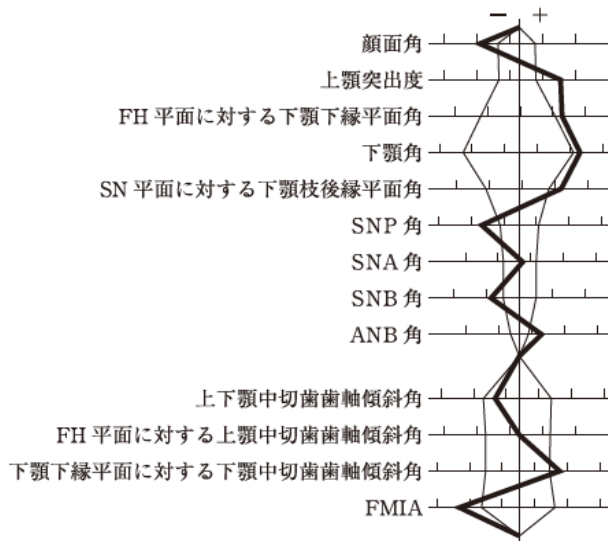 − +
顔面角
上顎突出度
FH 平面に対する下顎下縁平面角
下顎角
SN 平面に対する下顎枝後縁平面角
SNP 角
SNA 角
SNB 角
ANB 角
上下顎中切歯歯軸傾斜角
FH 平面に対する上顎中切歯歯軸傾斜角
下顎下縁平面に対する下顎中切歯歯軸傾斜角
FMIA